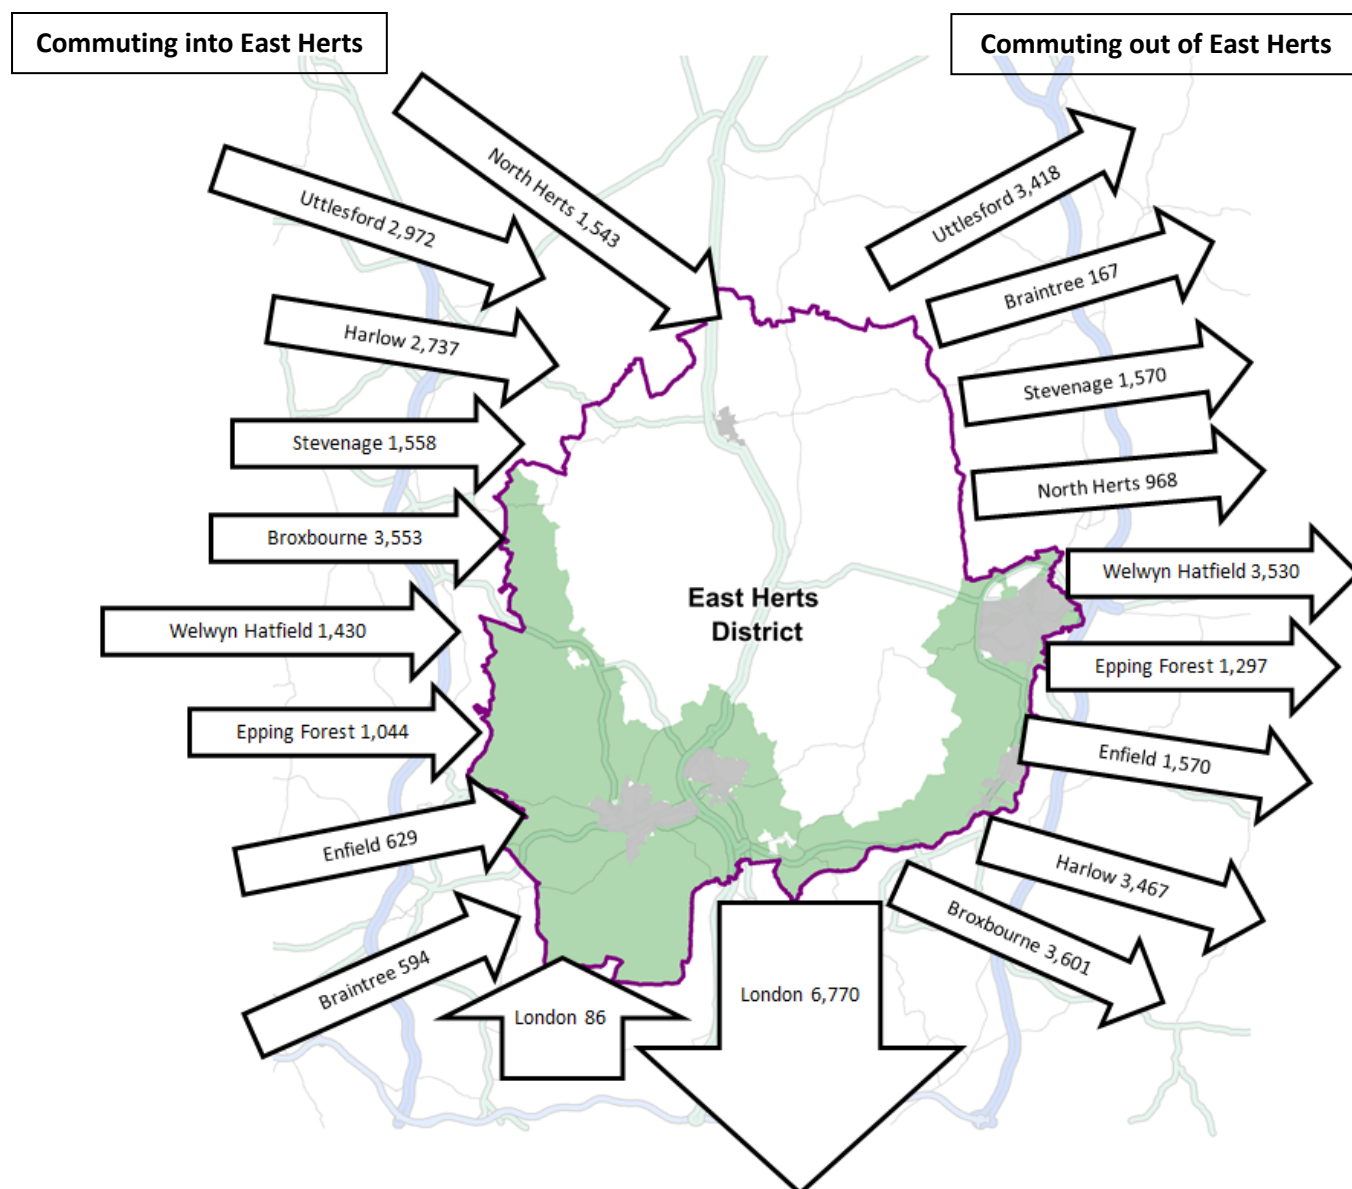 Commuting into East Herts
Commuting out of East Herts
North Herts 1,543
Uttlesford 2,972
Harlow 2,737
Stevenage 1,558
Broxbourne 3,553
Welwyn Hatfield 1,430
Epping Forest 1,044
Enfield 629
Braintree 594
London 86
East Herts
District
Uttlesford 3,418
Braintree 167
Stevenage 1,570
North Herts 968
Welwyn Hatfield 3,530
Epping Forest 1,297
Enfield 1,570
Harlow 3,467
Broxbourne 3,601
London 6,770